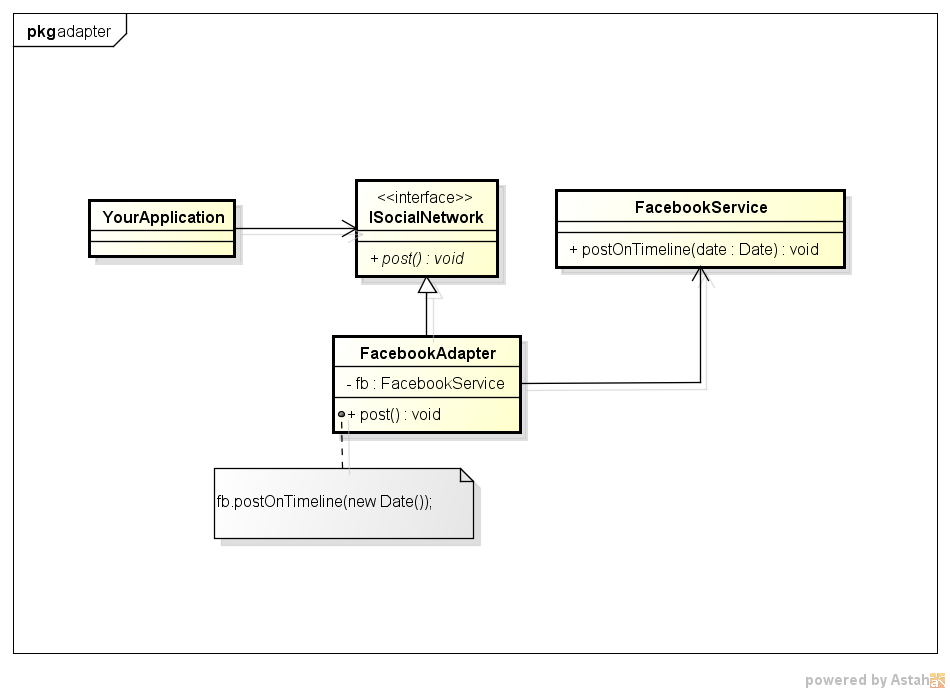 pkg adapter
YourApplication
<<interface>>
ISocialNetwork
+ post() : void
FacebookService
+ postOnTimeline(date : Date) : void
FacebookAdapter
- fb : FacebookService
+ post() : void
fb.postOnTimeline(new Date());
powered by Astah